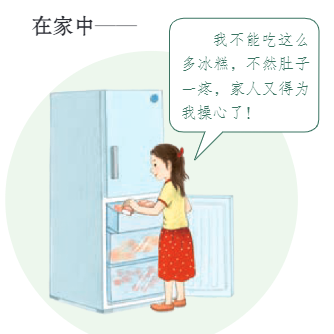 在家中——
我不能吃这么
多冰糕，不然肚子
一疼，家人又得为
我操心了！